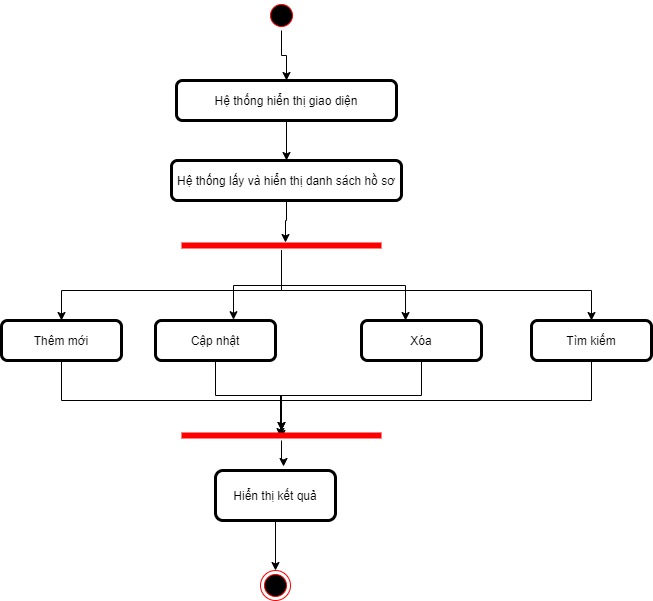 Hệ thống hiển thị giao diện
Hệ thống lấy và hiển thị danh sách hồ sơ
Thêm mới
Cập nhật
Xóa
Tìm kiếm
Hiển thị kết quả